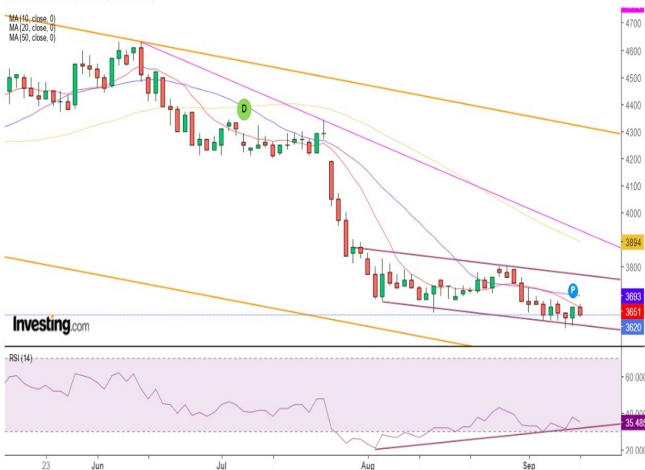 MA (10, close, 0)
MA (20, close, 0)
MA (50, close, 0)
4700
4600
4500
4400
4300
4200
4100
4000
3894
3800
3693
3651
3620
D
P
Investing.com
RSI (14)
60.000
40.000
35.485
20.000
23 Jun Jul Aug Sep